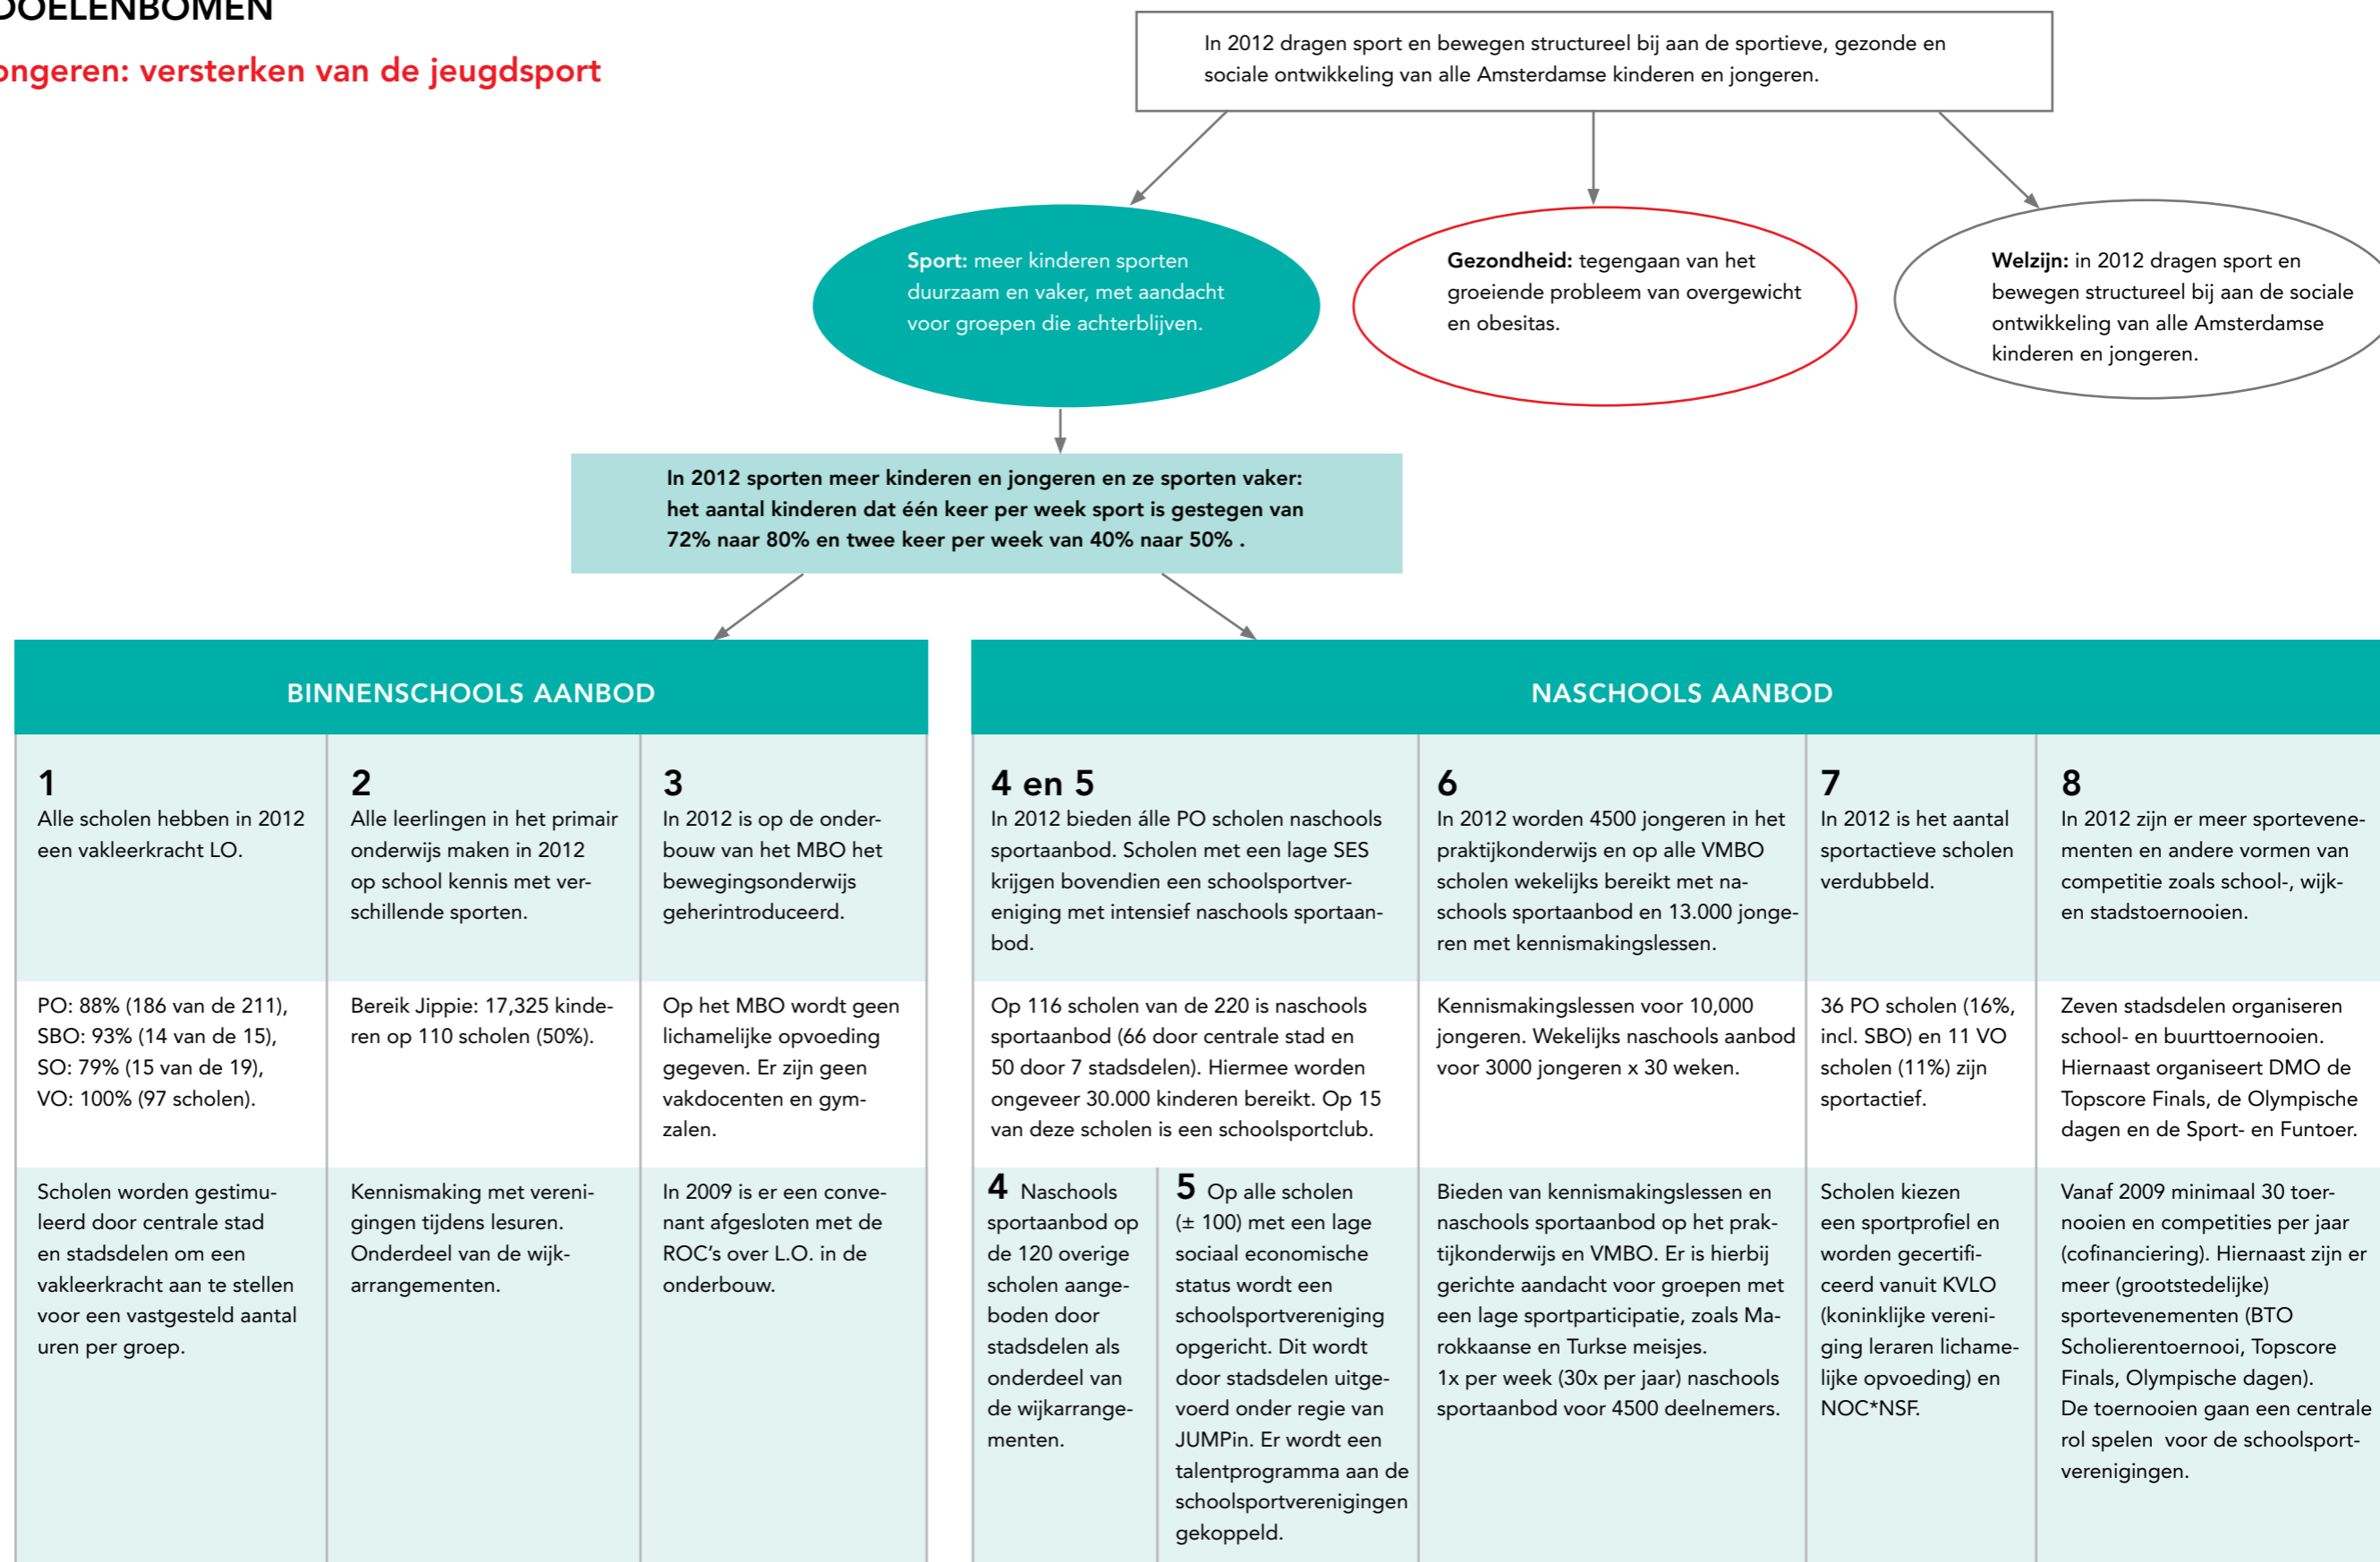 DOELENBOMEN
ongeren: versterken van de jeugdsport
In 2012 dragen sport en bewegen structureel bij aan de sportieve, gezonde en
sociale ontwikkeling van alle Amsterdamse kinderen en jongeren.
Sport: meer kinderen sporten
duurzaam en vaker, met aandacht
voor groepen die achterblijven.
Gezondheid: tegengaan van het
groeiende probleem van overgewicht
en obesitas.
Welzijn: in 2012 dragen sport en
bewegen structureel bij aan de sociale
ontwikkeling van alle Amsterdamse
kinderen en jongeren.
In 2012 sporten meer kinderen en jongeren en ze sporten vaker:
het aantal kinderen dat één keer per week sport is gestegen van
72% naar 80% en twee keer per week van 40% naar 50% .
BINNENSCHOOLS AANBOD
1
Alle scholen hebben in 2012
een vakleerkracht LO.
2
Alle leerlingen in het primair
onderwijs maken in 2012
op school kennis met ver-
schillende sporten.
3
In 2012 is op de onder-
bouw van het MBO het
bewegingsonderwijs
geherintroduceerd.
PO: 88% (186 van de 211),
SBO: 93% (14 van de 15),
SO: 79% (15 van de 19),
VO: 100% (97 scholen).
Bereik Jippie: 17,325 kinde-
ren op 110 scholen (50%).
Op het MBO wordt geen
lichamelijke opvoeding
gegeven. Er zijn geen
vakdocenten en gym-
zalen.
Scholen worden gestimu-
leerd door centrale stad
en stadsdelen om een
vakleerkracht aan te stellen
voor een vastgesteld aantal
uren per groep.
Kennismaking met vereni-
gingen tijdens lesuren.
Onderdeel van de wijk-
arrangementen.
In 2009 is er een conve-
nant afgesloten met de
ROC's over L.O. in de
onderbouw.
NASCHOOLS AANBOD
4 en 5
In 2012 bieden álle PO scholen naschools
sportaanbod. Scholen met een lage SES
krijgen bovendien een schoolsportver-
eniging met intensief naschools sportaan-
bod.
6
In 2012 worden 4500 jongeren in het
praktijkonderwijs en op alle VMBO
scholen wekelijks bereikt met na-
schools sportaanbod en 13.000 jonge-
ren met kennismakingslessen.
7
In 2012 is het aantal
sportactieve scholen
verdubbeld.
8
In 2012 zijn er meer sportevene-
menten en andere vormen van
competitie zoals school-, wijk-
en stadstoernooien.
Op 116 scholen van de 220 is naschools
sportaanbod (66 door centrale stad en
50 door 7 stadsdelen). Hiermee worden
ongeveer 30.000 kinderen bereikt. Op 15
van deze scholen is een schoolsportclub.
Kennismakingslessen voor 10,000
jongeren. Wekelijks naschools aanbod
voor 3000 jongeren x 30 weken.
36 PO scholen (16%,
incl. SBO) en 11 VO
scholen (11%) zijn
sportactief.
Zeven stadsdelen organiseren
school- en buurttoernooien.
Hiernaast organiseert DMO de
Topscore Finals, de Olympische
dagen en de Sport- en Funtoer.
4 Naschools
sportaanbod op
de 120 overige
scholen aange-
boden door
stadsdelen als
onderdeel van
de wijkarrange-
menten.
5 Op alle scholen
(± 100) met een lage
sociaal economische
status wordt een
schoolsportvereniging
opgericht. Dit wordt
door stadsdelen uitge-
voerd onder regie van
JUMPin. Er wordt een
talentprogramma aan de
schoolsportverenigingen
gekoppeld.
Bieden van kennismakingslessen en
naschools sportaanbod op het prak-
tijkonderwijs en VMBO. Er is hierbij
gerichte aandacht voor groepen met
een lage sportparticipatie, zoals Ma-
rokkaanse en Turkse meisjes.
1x per week (30x per jaar) naschools
sportaanbod voor 4500 deelnemers.
Scholen kiezen
een sportprofiel en
worden gecertifi-
ceerd vanuit KVLO
(koninklijke vereni-
ging leraren lichame-
lijke opvoeding) en
NOC*NSF.
Vanaf 2009 minimaal 30 toer-
nooien en competities per jaar
(cofinanciering). Hiernaast zijn er
meer (grootstedelijke)
sportevenementen (BTO
Scholierentoernooi, Topscore
Finals, Olympische dagen).
De toernooien gaan een centrale
rol spelen voor de schoolsport-
verenigingen.